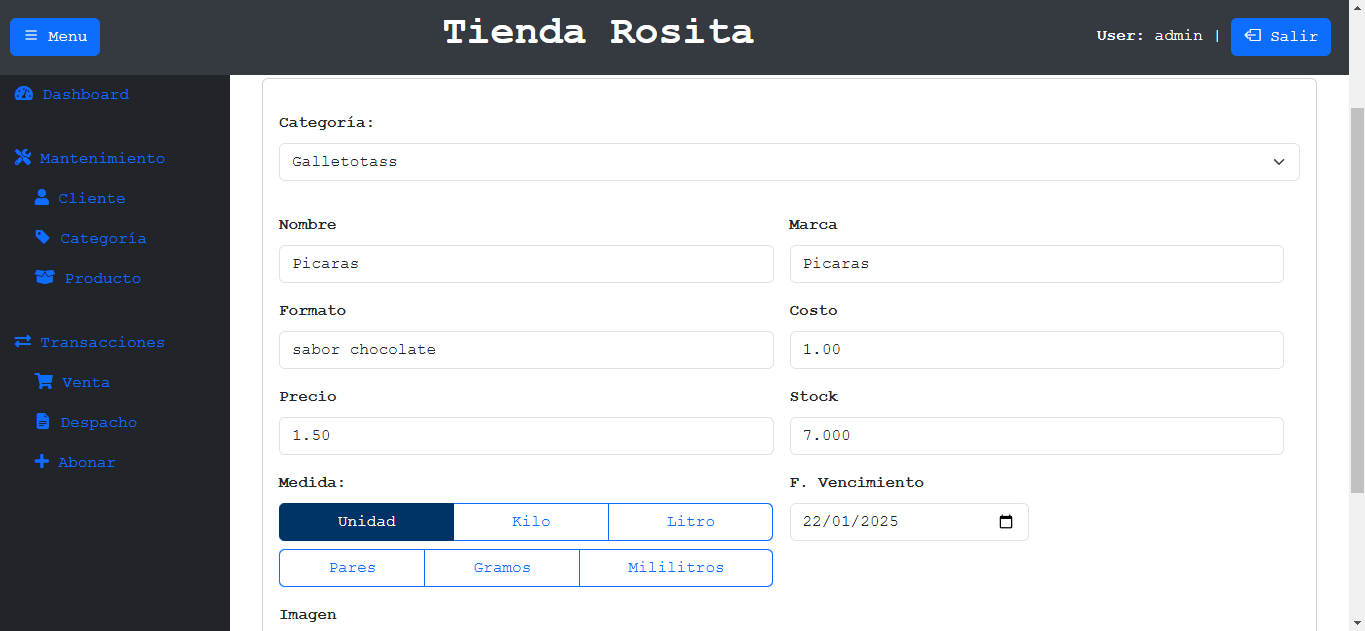 Menu
Tienda Rosita
User: admin | Salir
Dashboard
Mantenimiento
Cliente
Categoría
Producto
Transacciones
Venta
Despacho
Abonar
Categoría:
Galletotass
Nombre
Marca
Picaras
Picaras
Formato
Costo
sabor chocolate
1.00
Precio
Stock
1.50
7.000
Medida:
F. Vencimiento
Unidad Kilo Litro
22/01/2025
Pares Gramos Mililitros
Imagen